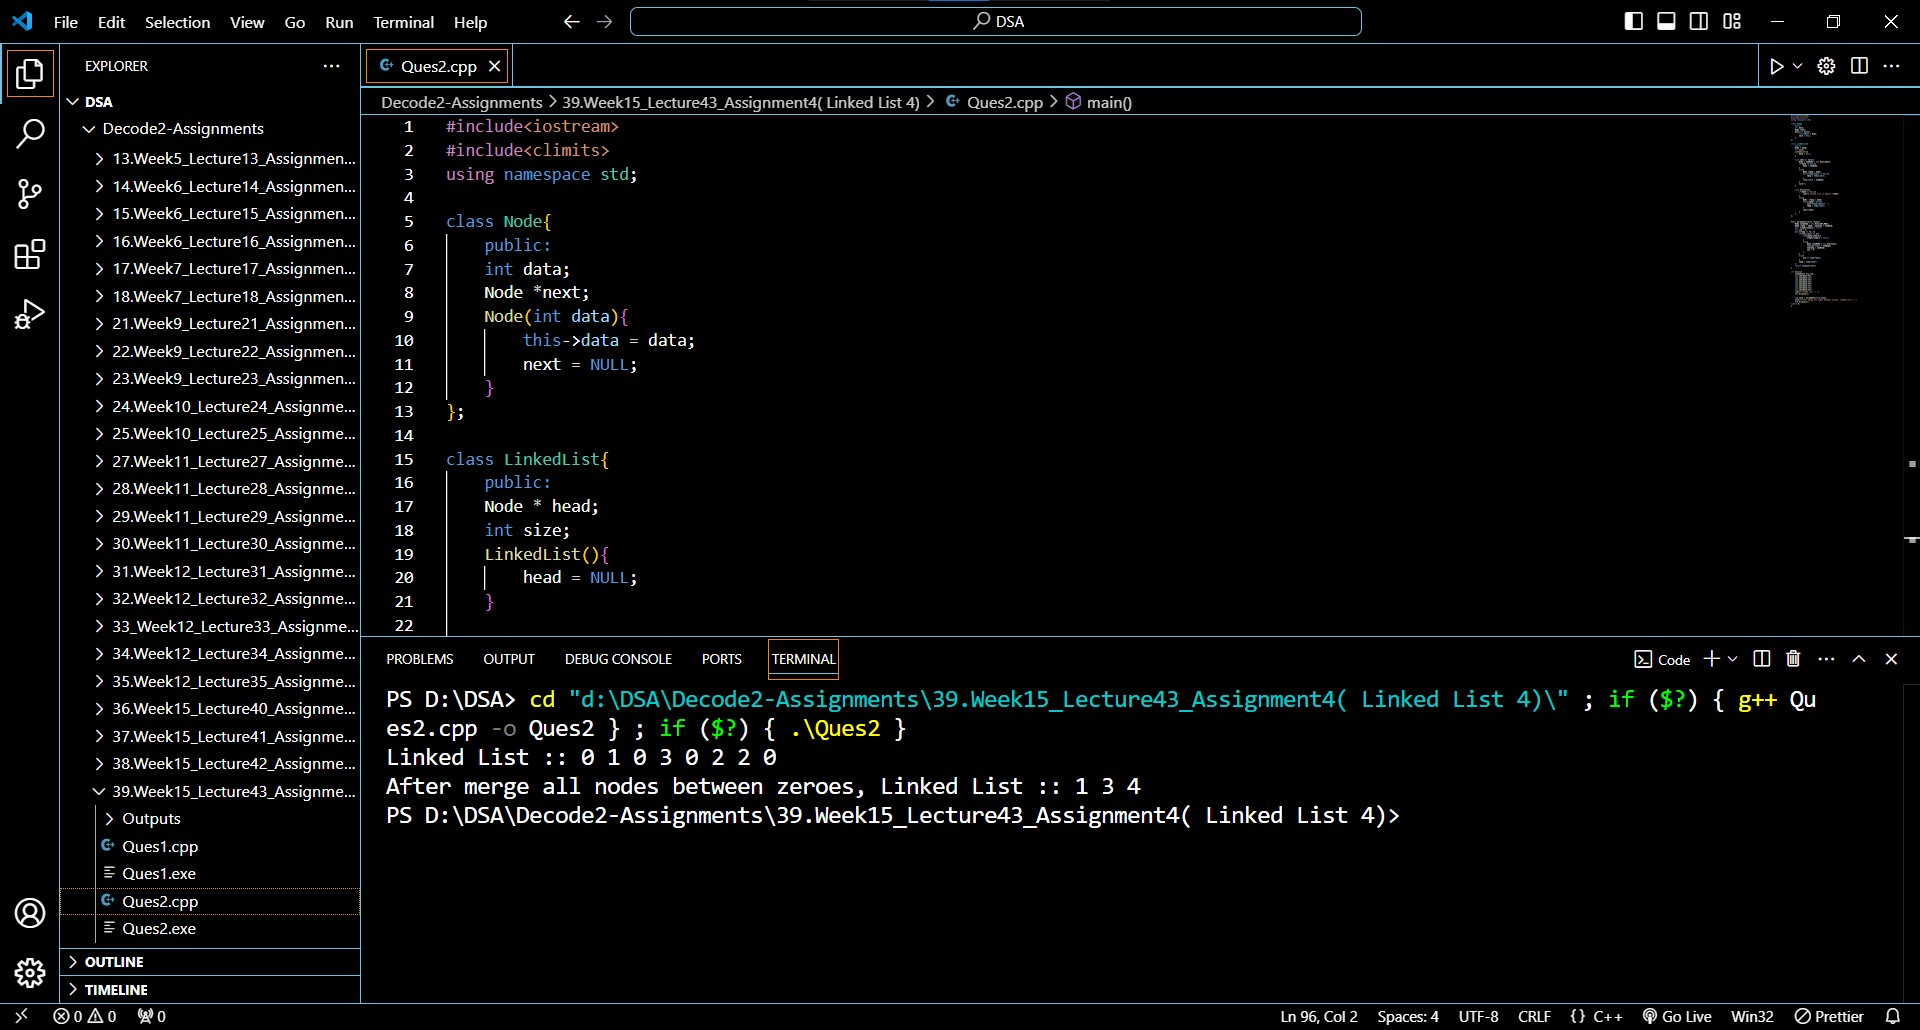 File Edit Selection View Go Run Terminal Help
DSA
EXPLORER
DSA
Decode2-Assignments
13.Week5_Lecture13_Assignmen...
14.Week6_Lecture14_Assignmen...
15.Week6_Lecture15_Assignmen...
16.Week6_Lecture16_Assignmen...
17.Week7_Lecture17_Assignmen...
18.Week7_Lecture18_Assignmen...
21.Week9_Lecture21_Assignmen...
22.Week9_Lecture22_Assignmen...
23.Week9_Lecture23_Assignmen...
24.Week10_Lecture24_Assignme...
25.Week10_Lecture25_Assignme...
27.Week11_Lecture27_Assignme...
28.Week11_Lecture28_Assignme...
29.Week11_Lecture29_Assignme...
30.Week11_Lecture30_Assignme...
31.Week12_Lecture31_Assignme...
32.Week12_Lecture32_Assignme...
33_Week12_Lecture33_Assignme...
34.Week12_Lecture34_Assignme...
35.Week12_Lecture35_Assignme...
36.Week15_Lecture40_Assignme...
37.Week15_Lecture41_Assignme...
38.Week15_Lecture42_Assignme...
39.Week15_Lecture43_Assignme...
Outputs
Ques1.cpp
Ques1.exe
Ques2.cpp
Ques2.exe
OUTLINE
TIMELINE
Ques2.cpp
Decode2-Assignments > 39.Week15_Lecture43_Assignment4( Linked List 4) > Ques2.cpp > main()
1 #include<iostream>
2 #include<climits>
3 using namespace std;
4
5 class Node{
6 public:
7 int data;
8 Node *next;
9 Node(int data){
10 this->data = data;
11 next = NULL;
12 }
13 };
14
15 class LinkedList{
16 public:
17 Node * head;
18 int size;
19 LinkedList(){
20 head = NULL;
21 }
22
PROBLEMS OUTPUT DEBUG CONSOLE PORTS TERMINAL
Code
PS D:\DSA> cd "d:\DSA\Decode2-Assignments\39.Week15_Lecture43_Assignment4( Linked List 4)\" ; if ($?) { g++ Qu
es2.cpp -o Ques2 } ; if ($?) { .\Ques2 }
Linked List :: 0 1 0 3 0 2 2 0
After merge all nodes between zeroes, Linked List :: 1 3 4
PS D:\DSA\Decode2-Assignments\39.Week15_Lecture43_Assignment4( Linked List 4)>
0 0 0 Ln 96, Col 2 Spaces: 4 UTF-8 CRLF {} C++ Go Live Win32 Prettier